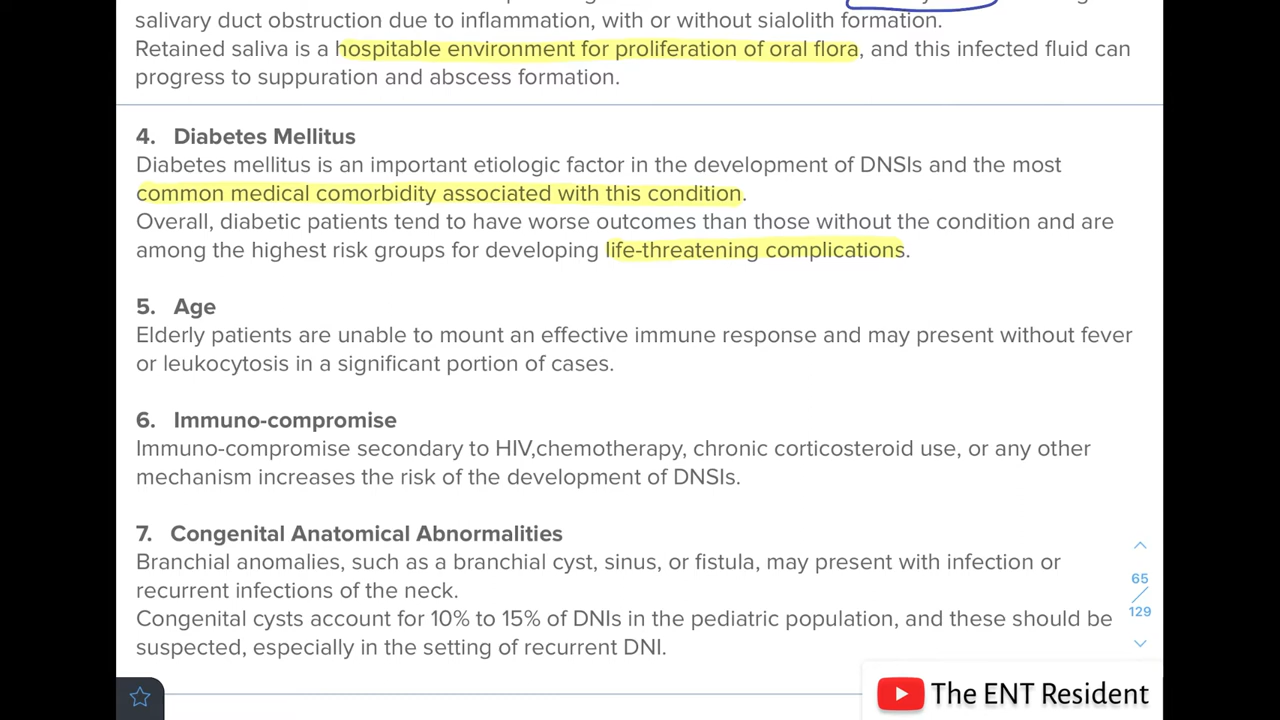 salivary duct obstruction due to inflammation, with or without sialolith formation.
Retained saliva is a hospitable environment for proliferation of oral flora, and this infected fluid can
progress to suppuration and abscess formation.
4. Diabetes Mellitus
Diabetes mellitus is an important etiologic factor in the development of DNSIs and the most
common medical comorbidity associated with this condition.
Overall, diabetic patients tend to have worse outcomes than those without the condition and are
among the highest risk groups for developing life-threatening complications.
5. Age
Elderly patients are unable to mount an effective immune response and may present without fever
or leukocytosis in a significant portion of cases.
6. Immuno-compromise
Immuno-compromise secondary to HIV,chemotherapy, chronic corticosteroid use, or any other
mechanism increases the risk of the development of DNSIs.
7. Congenital Anatomical Abnormalities
Branchial anomalies, such as a branchial cyst, sinus, or fistula, may present with infection or
recurrent infections of the neck.
Congenital cysts account for 10% to 15% of DNIs in the pediatric population, and these should be
suspected, especially in the setting of recurrent DNI.
65
129
The ENT Resident